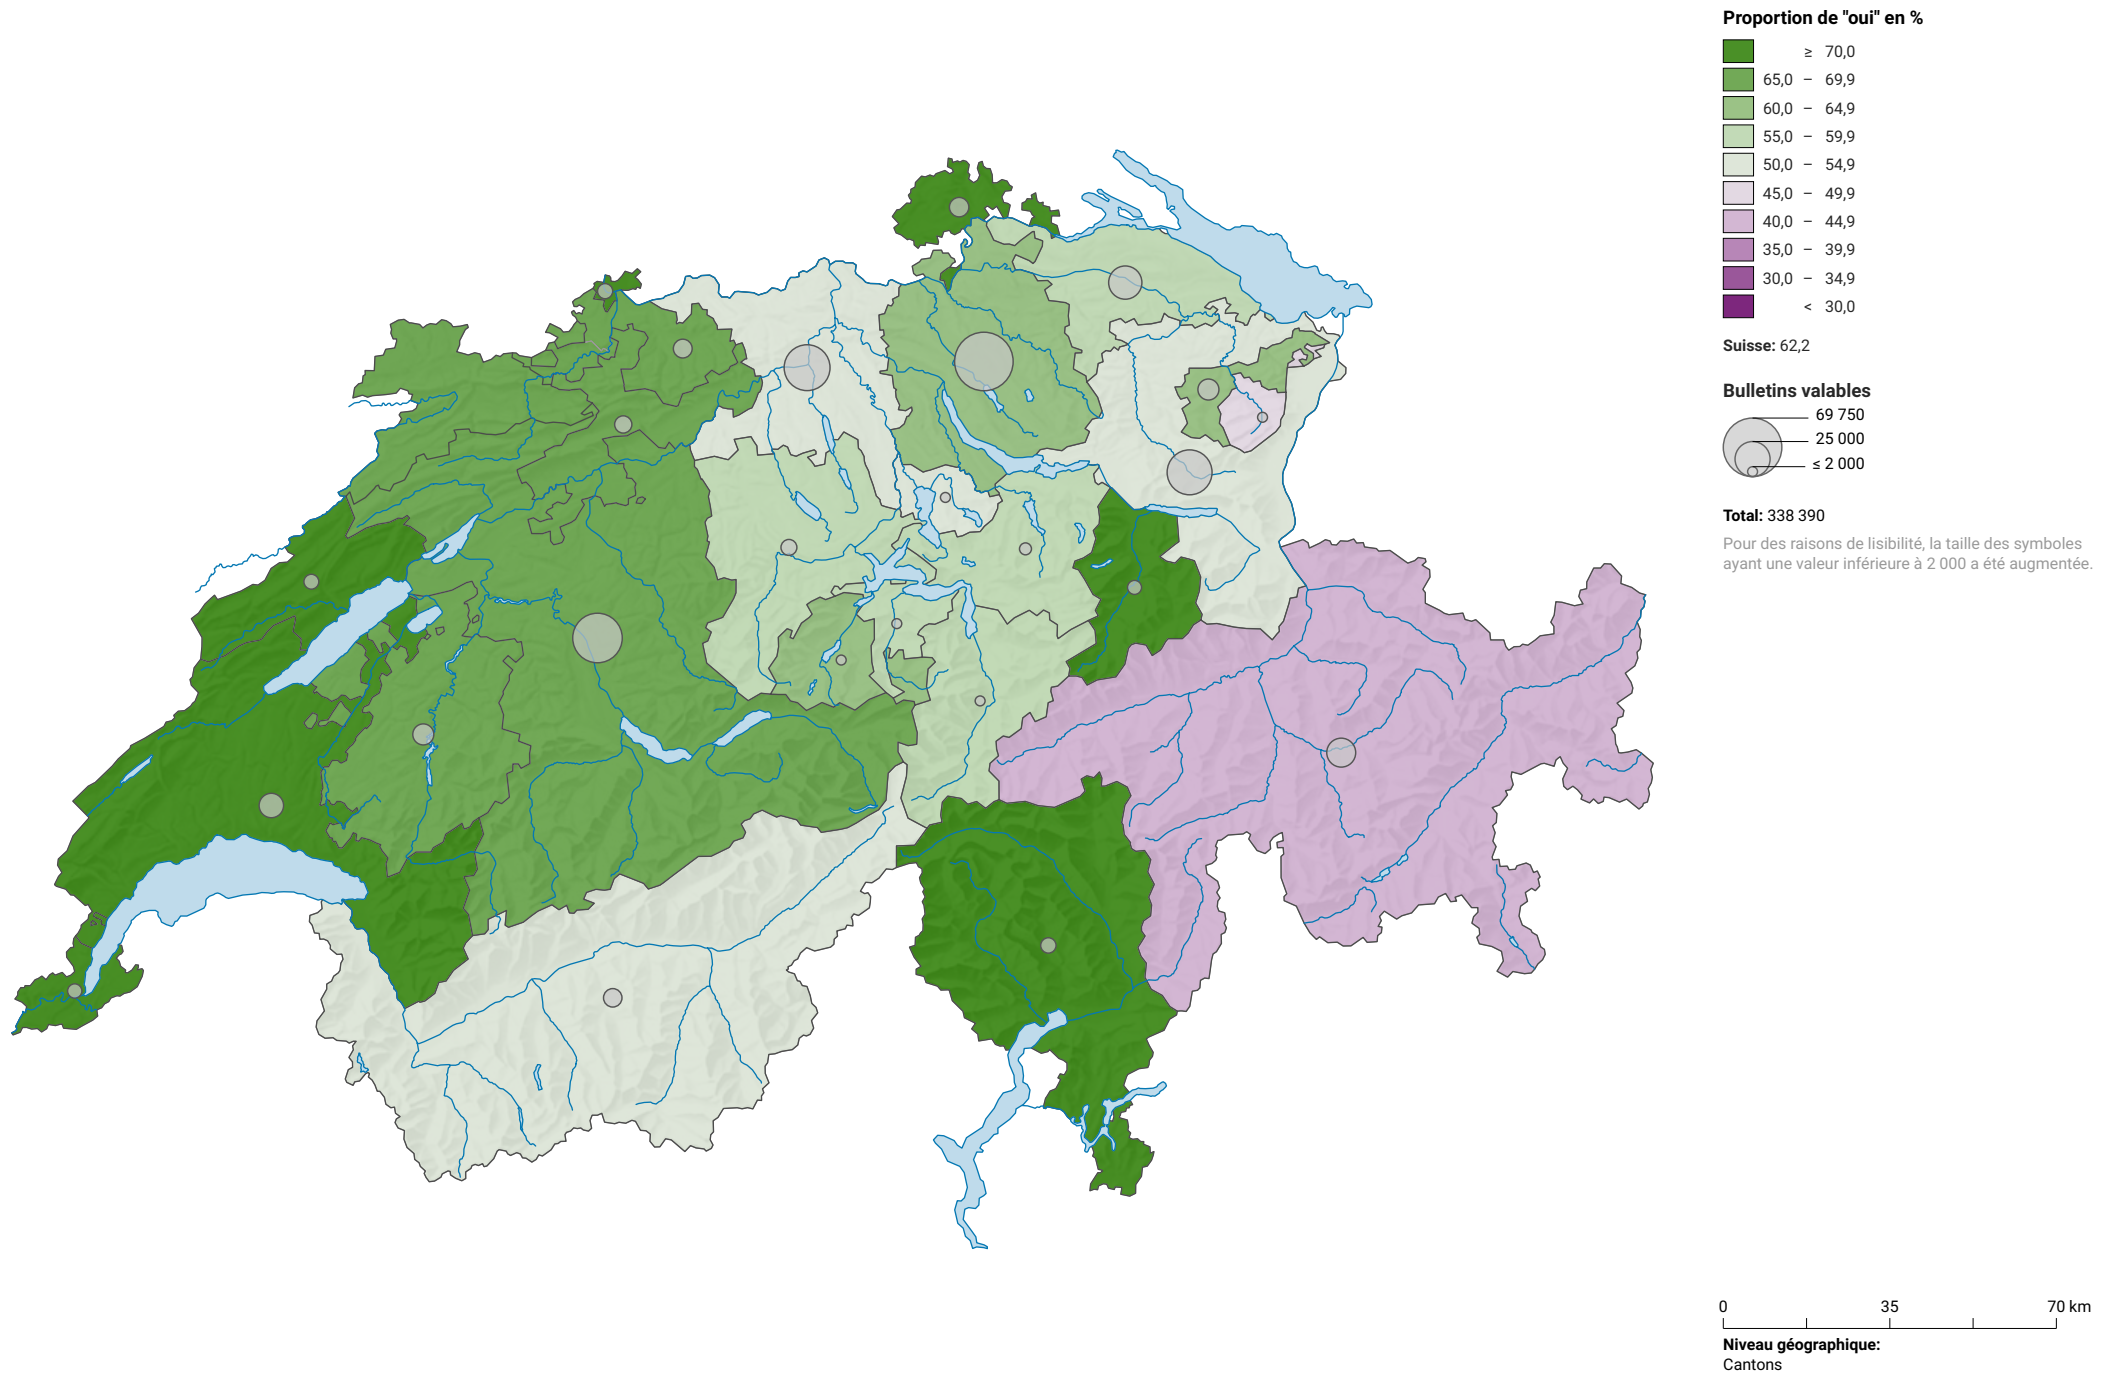 Proportion de "oui" en %
≥ 70,0
65,0 – 69,9
60,0 – 64,9
55,0 – 59,9
50,0 – 54,9
45,0 – 49,9
40,0 – 44,9
35,0 – 39,9
30,0 – 34,9
< 30,0
Suisse: 62,2
Bulletins valables
69 750
25 000
≤ 2 000
Total: 338 390
Pour des raisons de lisibilité, la taille des symboles
ayant une valeur inférieure à 2 000 a été augmentée.
0 35 70 km
Niveau géographique:
Cantons